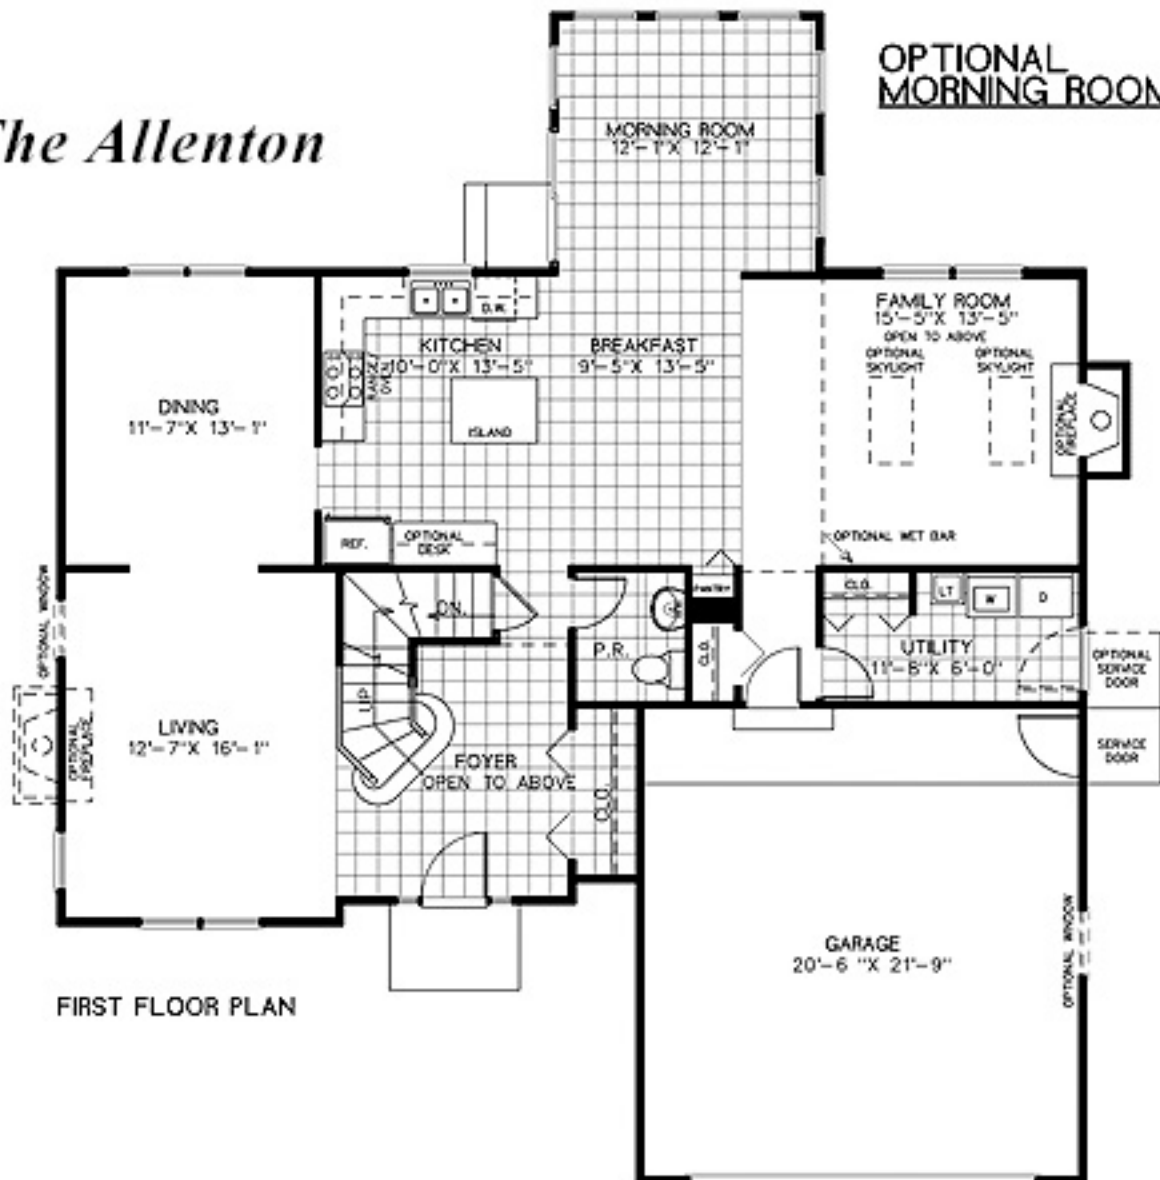 OPTIONAL
MORNING ROOM
The Allenton
MORNING ROOM
12'-1"X 12'-1"
D.W.
KITCHEN
10'-0"X 13'-5"
RANGE/
OVEN
ISLAND
BREAKFAST
9'-5"X 13'-5"
FAMILY ROOM
15'-5"X 13'-5"
OPEN TO ABOVE
OPTIONAL
SKYLIGHT
OPTIONAL
SKYLIGHT
OPTIONAL
FIREPLACE
DINING
11'-7"X 13'-1"
REF.
OPTIONAL
DESK
OPTIONAL WET BAR
OPTIONAL WINDOW
DN.
PANTRY
CLO.
LT
W
D
P.R.
CLO.
UTILITY
11'-8"X 6'-0"
OPTIONAL
SERVICE
DOOR
UP
LIVING
12'-7"X 16'-1"
OPTIONAL
FIREPLACE
FOYER
OPEN TO ABOVE
CLO.
SERVICE
DOOR
GARAGE
20'-6 "X 21'-9"
OPTIONAL WINDOW
FIRST FLOOR PLAN